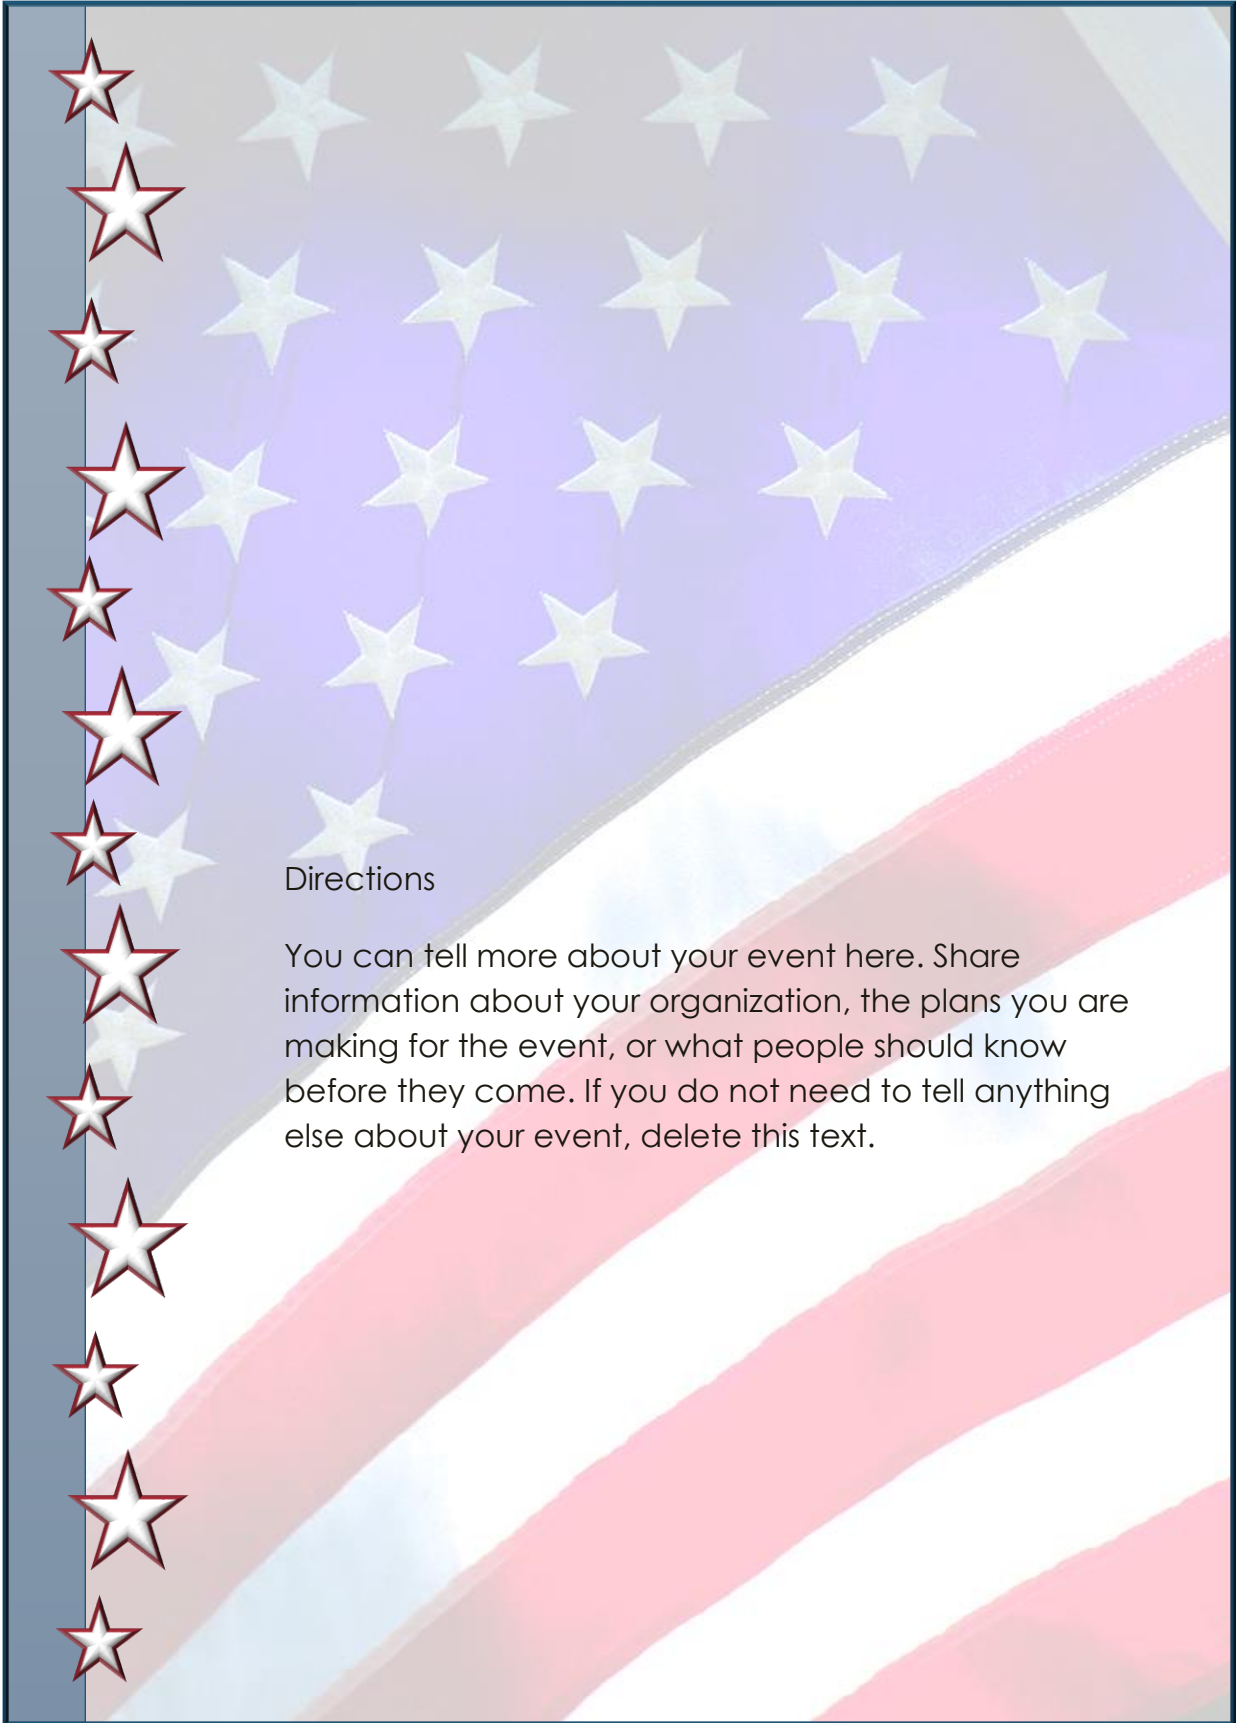 Directions
You can tell more about your event here. Share
information about your organization, the plans you are
making for the event, or what people should know
before they come. If you do not need to tell anything
else about your event, delete this text.